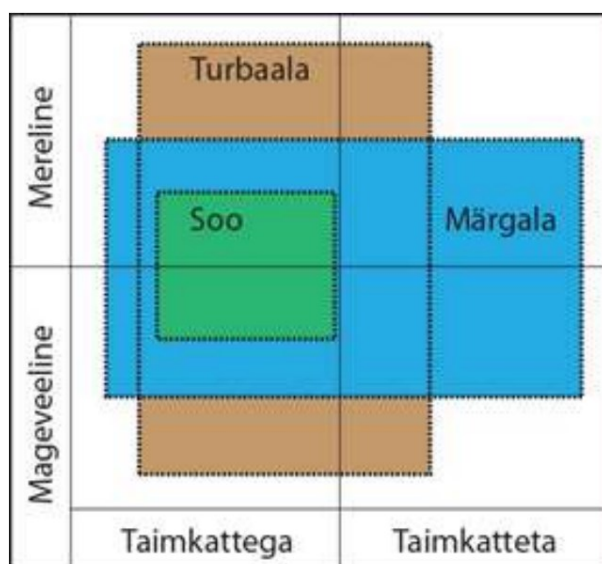 Mereline
Mageveeline
Turbaala
Soo
Märgala
Taimkattega
Taimkatteta